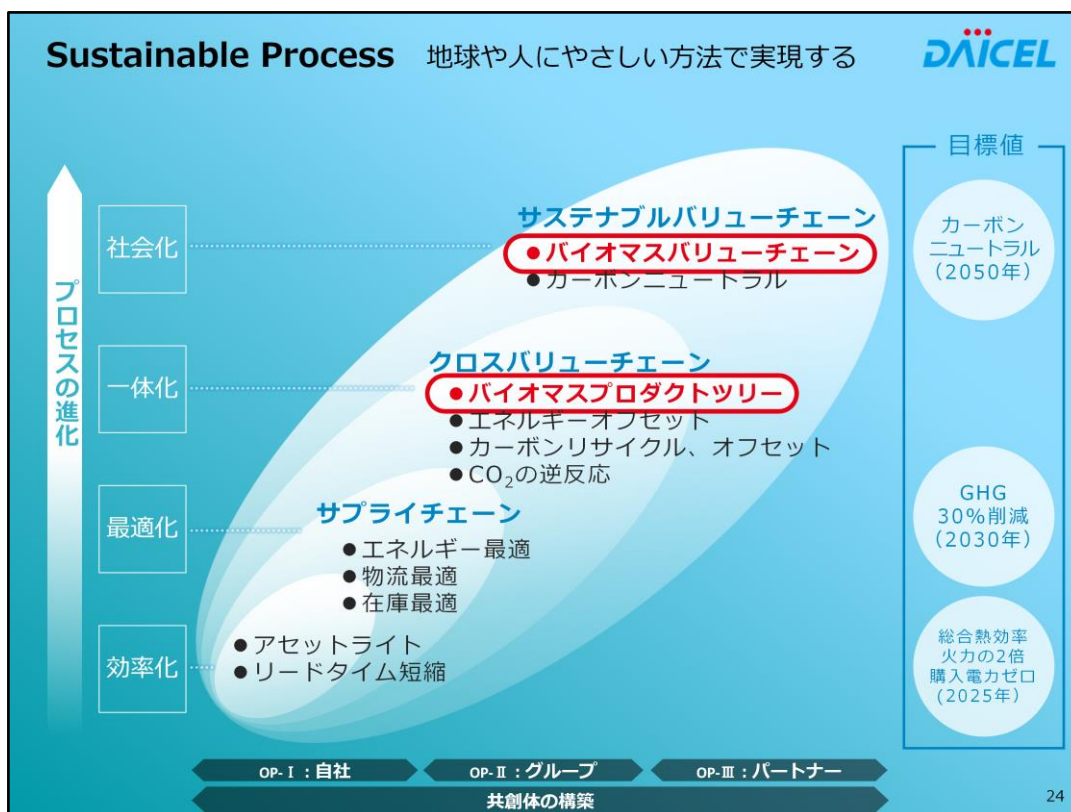 Sustainable Process 地球や人にやさしい方法で実現する
DAICEL
プロセスの進化
社会化
サステナブルバリューチェーン
●バイオマスバリューチェーン
●カーボンニュートラル
一体化
クロスバリューチェーン
●バイオマスプロダクトツリー
●エネルギーオフセット
●カーボンリサイクル、オフセット
●CO₂の逆反応
最適化
サプライチェーン
●エネルギー最適
●物流最適
●在庫最適
効率化
●アセットライト
●リードタイム短縮
目標値
カーボン
ニュートラル
(2050年)
GHG
30%削減
(2030年)
総合熱効率
火力の2倍
購入電力ゼロ
(2025年)
OP-Ⅰ:自社
OP-Ⅱ:グループ
OP-Ⅲ:パートナー
共創体の構築
24